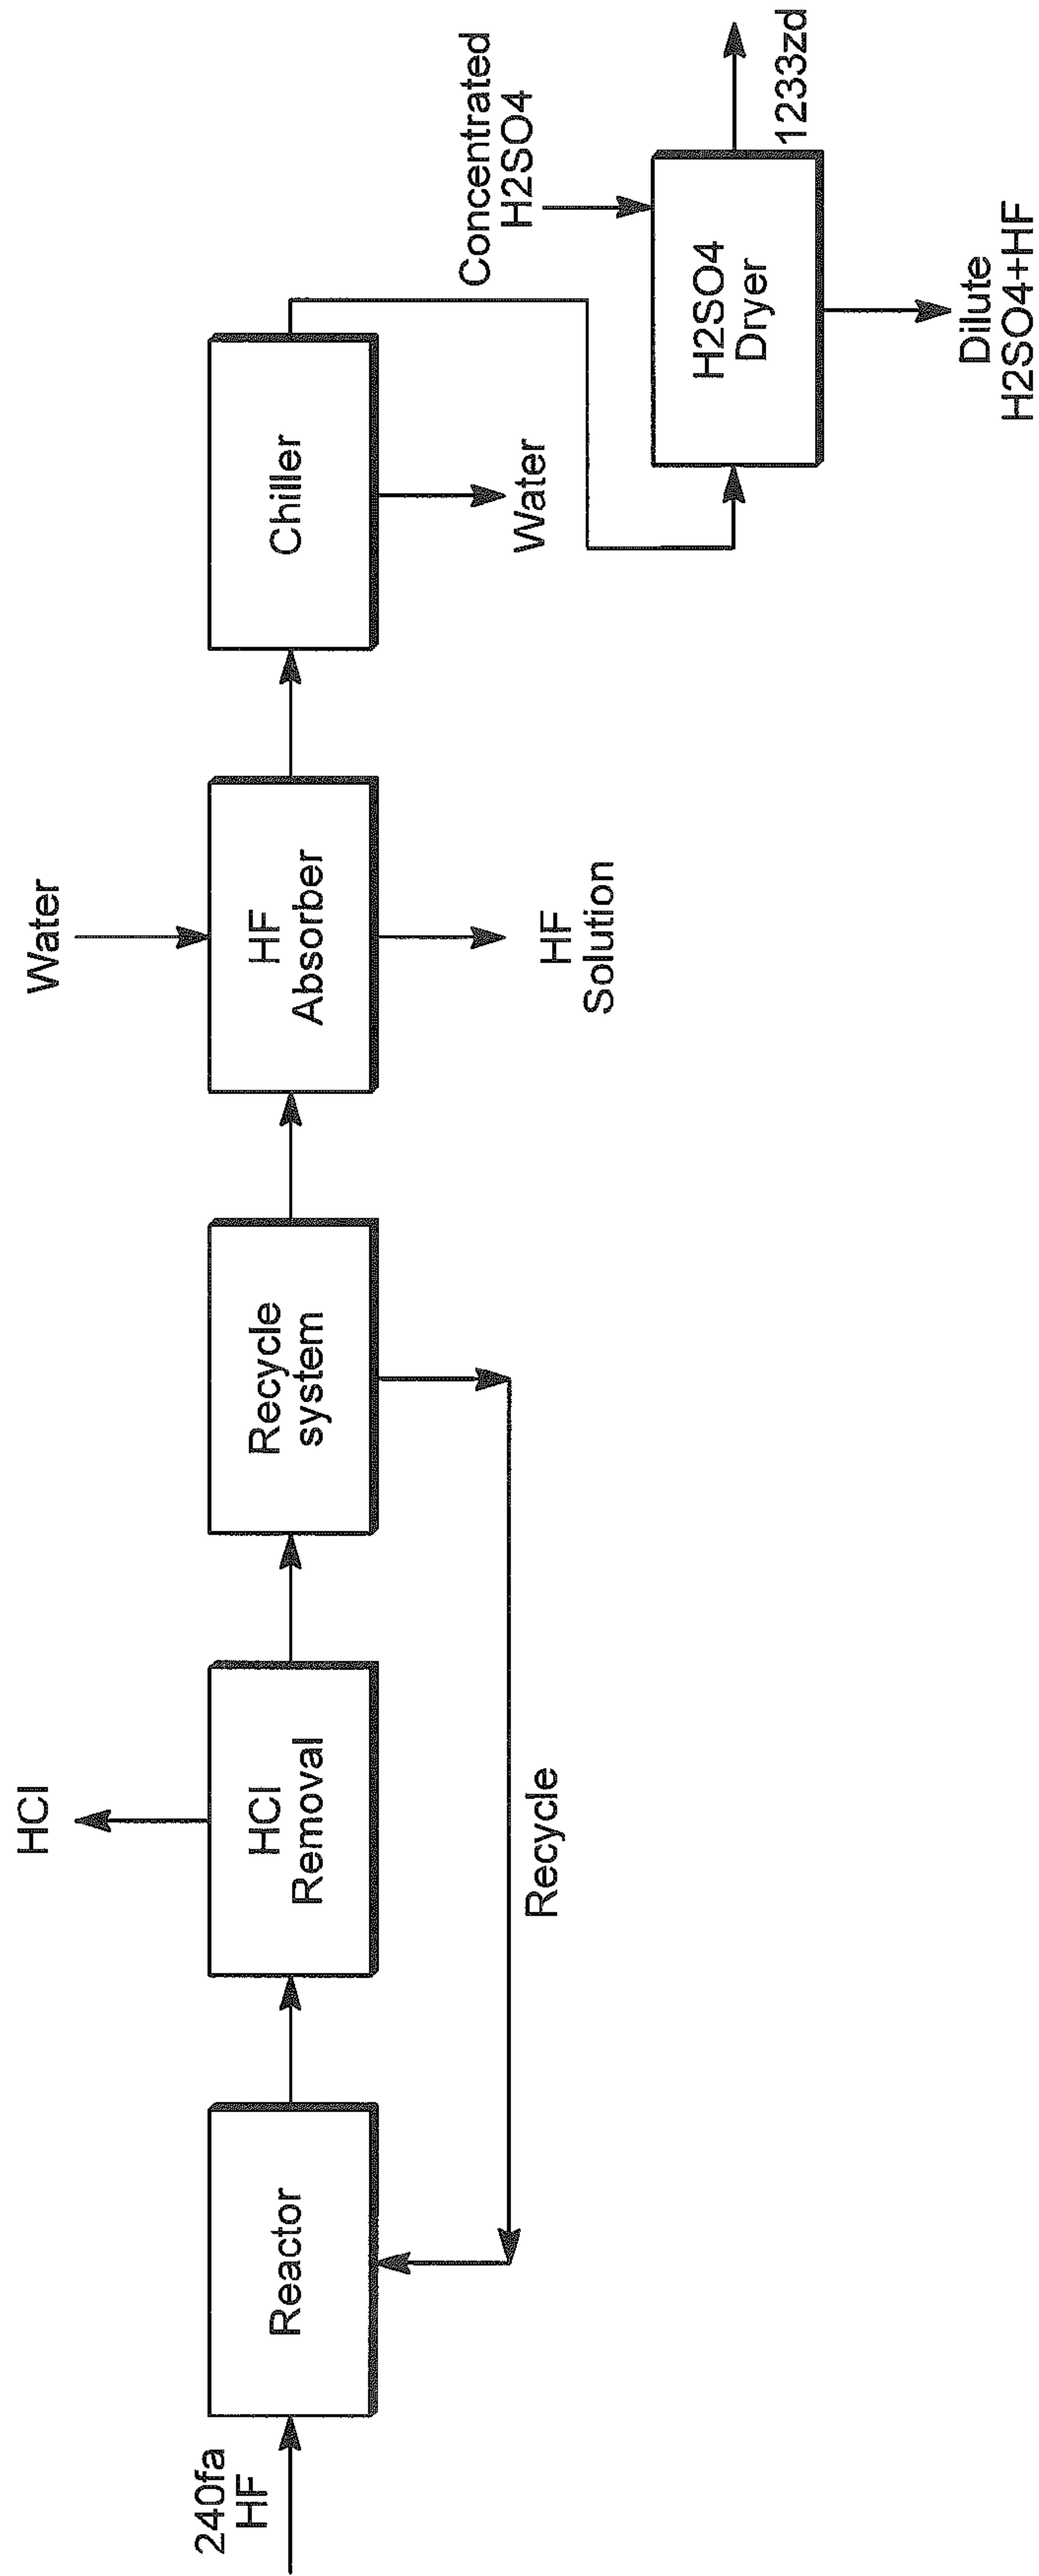 240fa
HF
Reactor
HCl
HCl
Removal
Recycle
Recycle
system
Water
HF
Absorber
HF
Solution
Chiller
Water
Concentrated
H2SO4
H2SO4
Dryer
1233zd
Dilute
H2SO4+HF